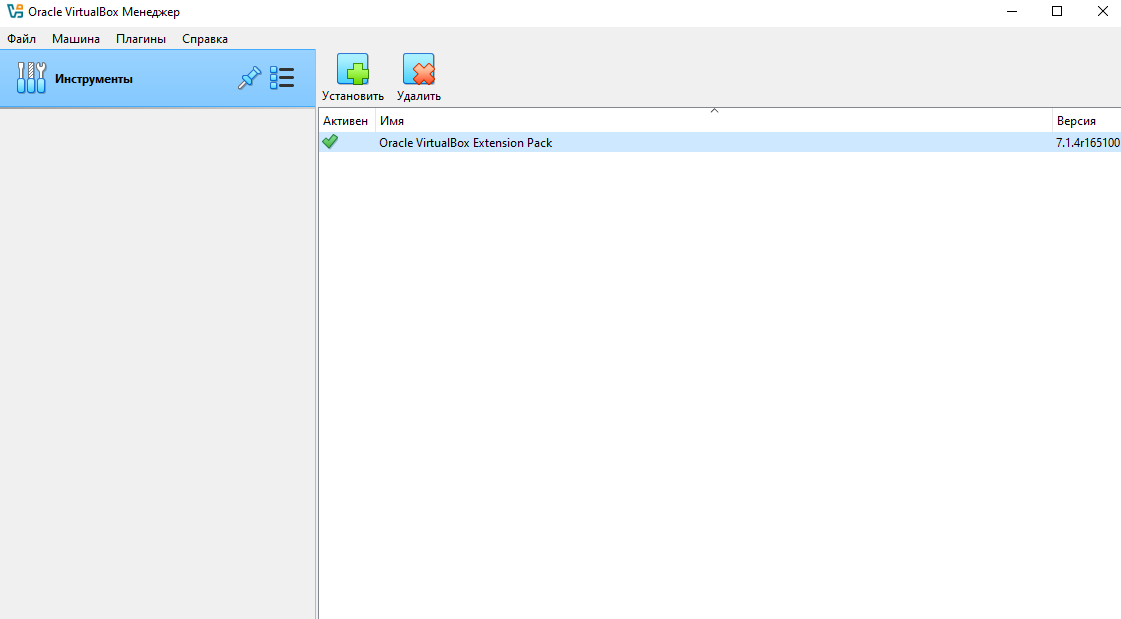 Oracle VirtualBox Менеджер
Файл Машина Плагины Справка
Инструменты
Установить Удалить
Активен Имя Версия
Oracle VirtualBox Extension Pack 7.1.4r165100